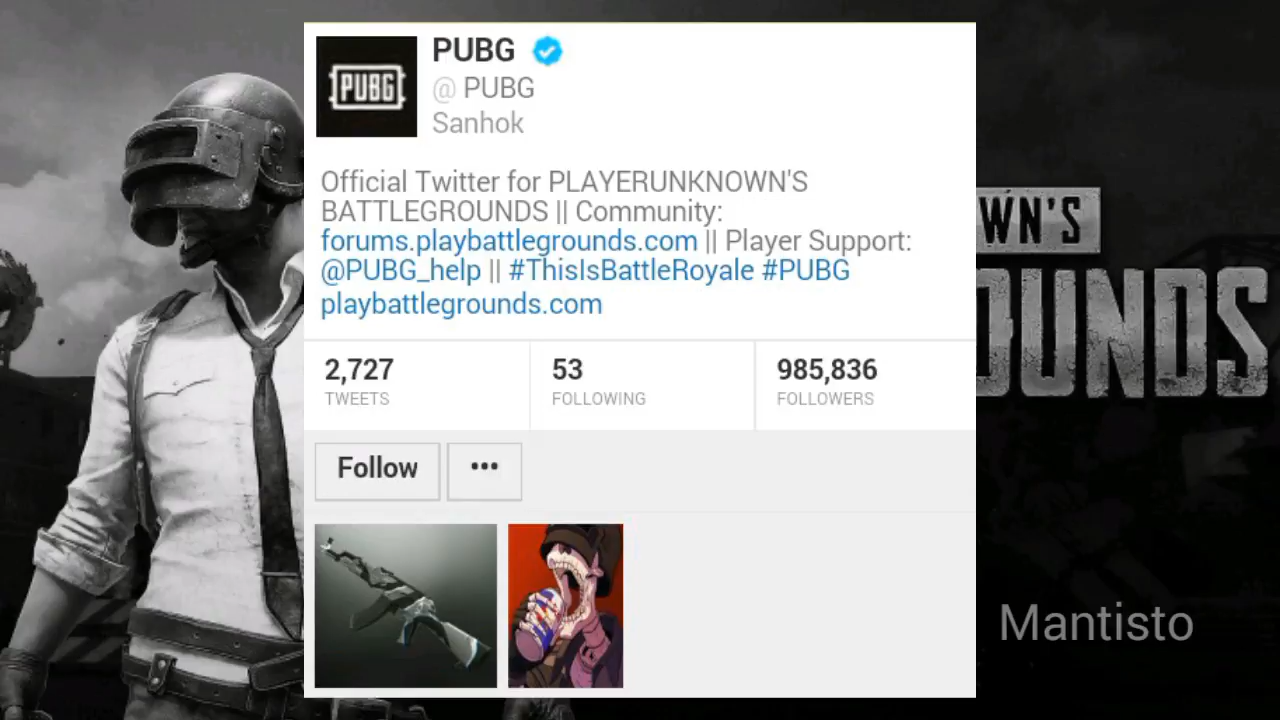 PUBG
PUBG
@ PUBG
Sanhok
Official Twitter for PLAYERUNKNOWN'S
BATTLEGROUNDS || Community:
forums.playbattlegrounds.com || Player Support:
@PUBG_help || #ThisIsBattleRoyale #PUBG
playbattlegrounds.com
WN'S
OUNDS
2,727
TWEETS
53
FOLLOWING
985,836
FOLLOWERS
Follow
•••
Mantisto